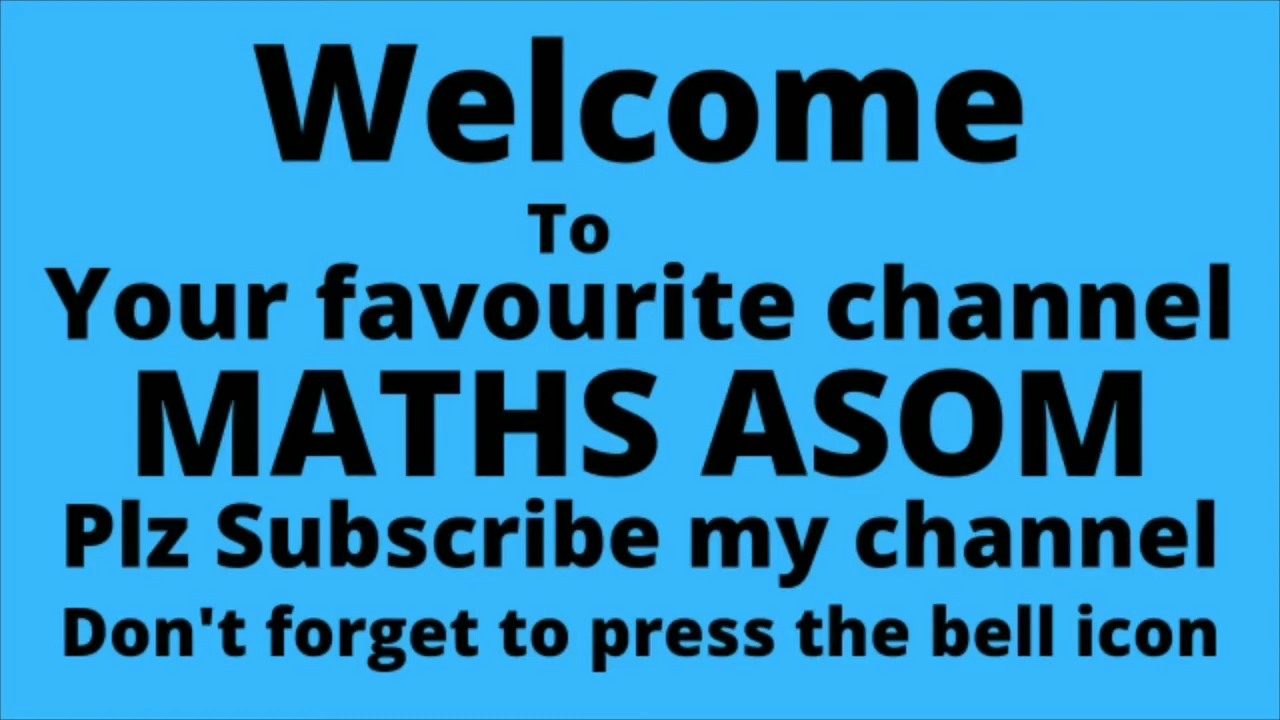 Welcome
To
Your favourite channel
MATHS ASOM
Plz Subscribe my channel
Don't forget to press the bell icon